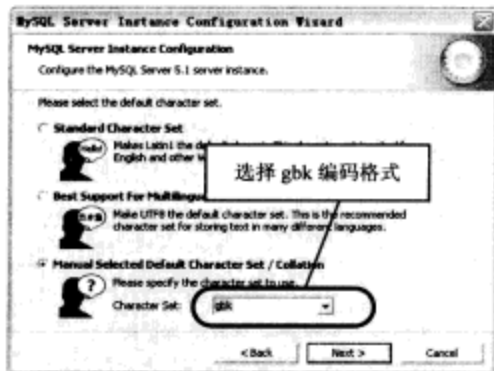 MySQL Server Instance Configuration Wizard
MySQL Server Instance Configuration
Configure the MySQL Server 5.1 server instance.
Please select the default character set.
Standard Character Set
Makes Latin1 the
English and other
选择 gbk 编码格式
Best Support For Multilingu
Make UTF8 the default character set. This is the recommended
character set for storing text in many different languages.
Manual Selected Default Character Set / Collation
Please specify the character set to use.
Character Set:
gbk
< Back
Next >
Cancel